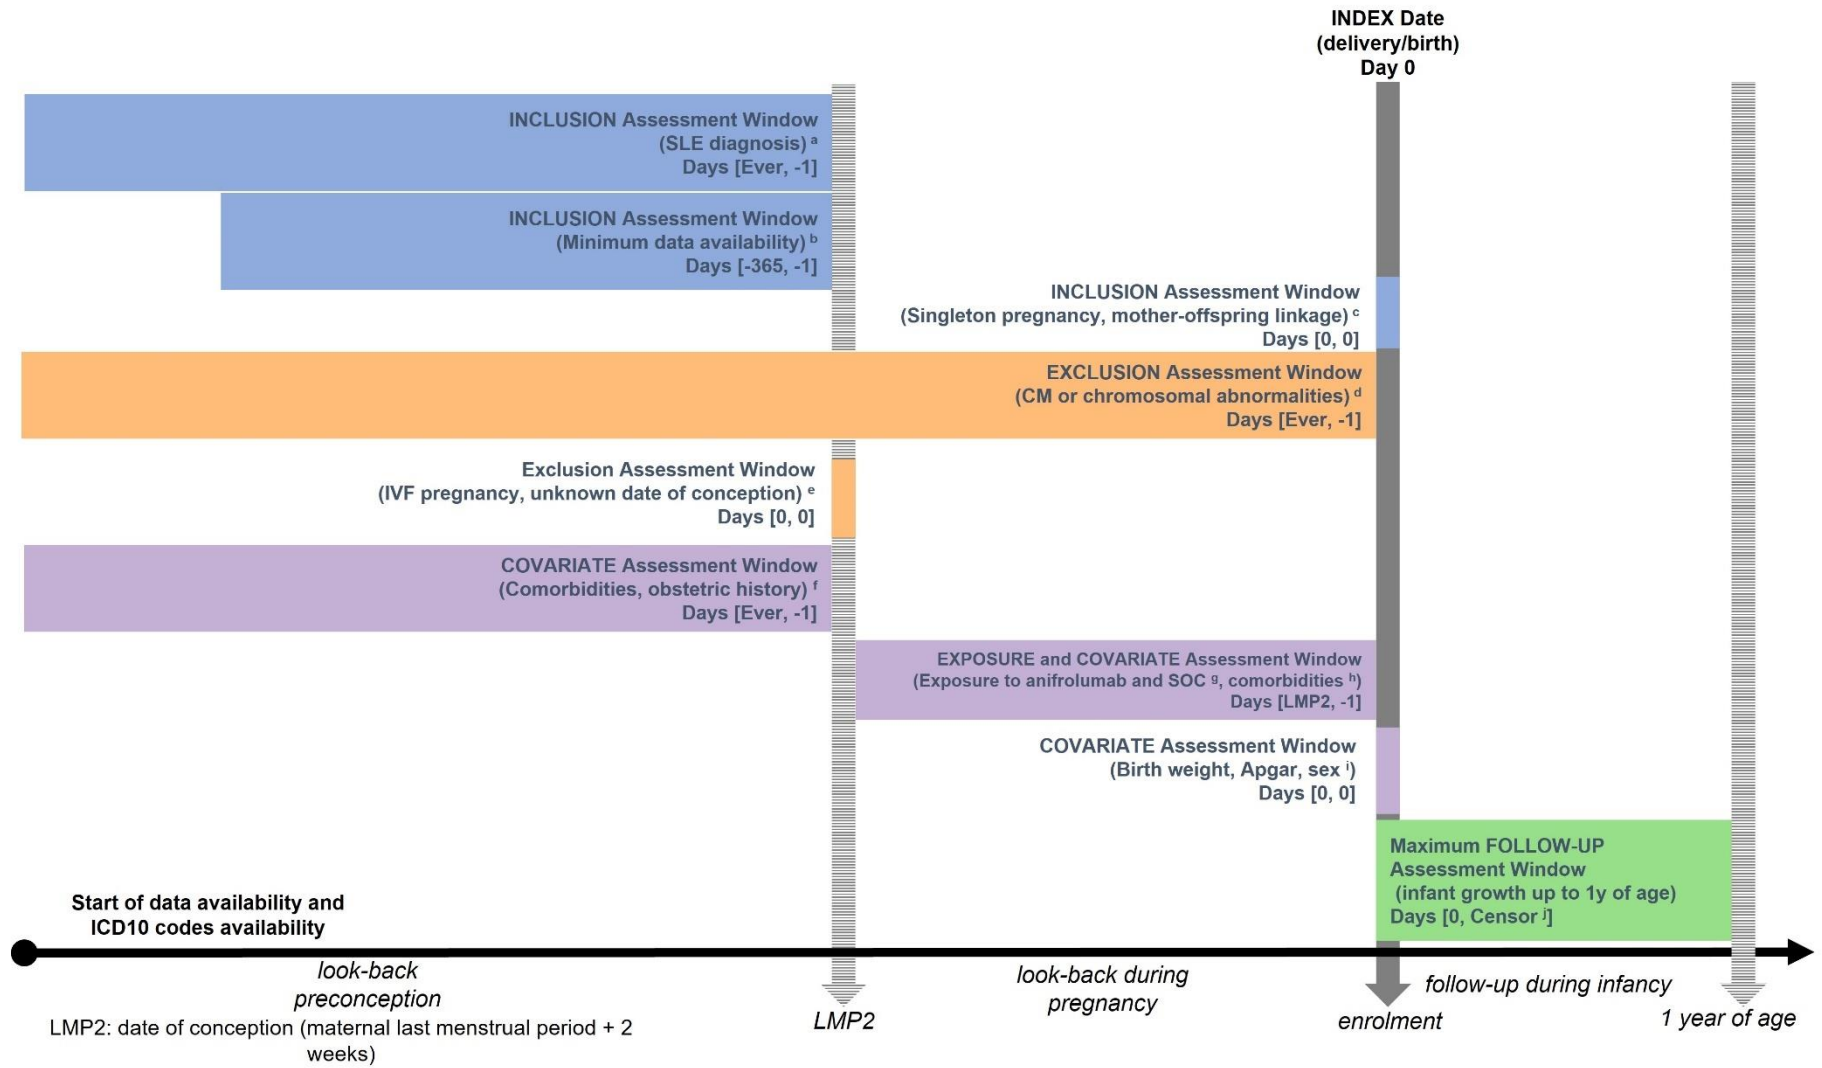 INDEX Date
(delivery/birth)
Day 0
INCLUSION Assessment Window
(SLE diagnosis) a
Days [Ever, -1]
INCLUSION Assessment Window
(Minimum data availability) b
Days [-365, -1]
INCLUSION Assessment Window
(Singleton pregnancy, mother-offspring linkage) c
Days [0, 0]
EXCLUSION Assessment Window
(CM or chromosomal abnormalities) d
Days [Ever, -1]
Exclusion Assessment Window
(IVF pregnancy, unknown date of conception) e
Days [0, 0]
COVARIATE Assessment Window
(Comorbidities, obstetric history) f
Days [Ever, -1]
EXPOSURE and COVARIATE Assessment Window
(Exposure to anifrolumab and SOC g, comorbidities h)
Days [LMP2, -1]
COVARIATE Assessment Window
(Birth weight, Apgar, sex i)
Days [0, 0]
Maximum FOLLOW-UP
Assessment Window
(infant growth up to 1y of age)
Days [0, Censor j]
Start of data availability and
ICD10 codes availability
look-back
preconception
look-back during
pregnancy
follow-up during infancy
LMP2
enrolment
1 year of age
LMP2: date of conception (maternal last menstrual period + 2
weeks)